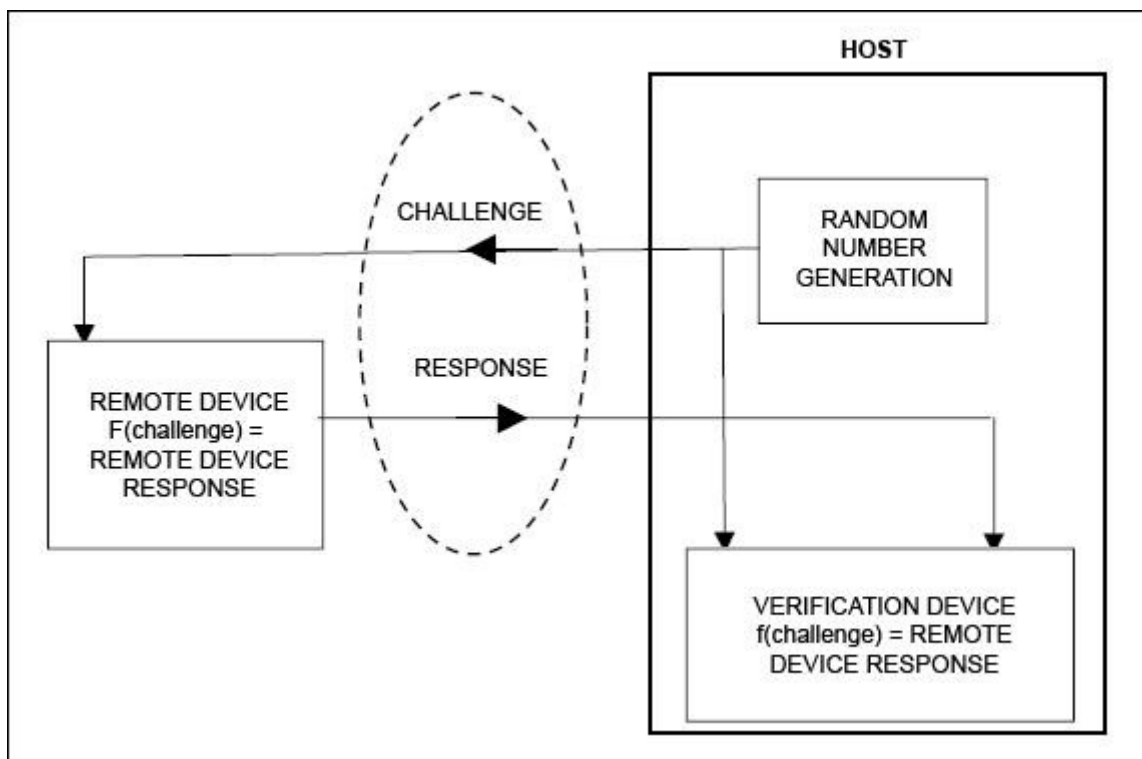 HOST
CHALLENGE
RANDOM
NUMBER
GENERATION
RESPONSE
REMOTE DEVICE
F(challenge) =
REMOTE DEVICE
RESPONSE
VERIFICATION DEVICE
f(challenge) = REMOTE
DEVICE RESPONSE